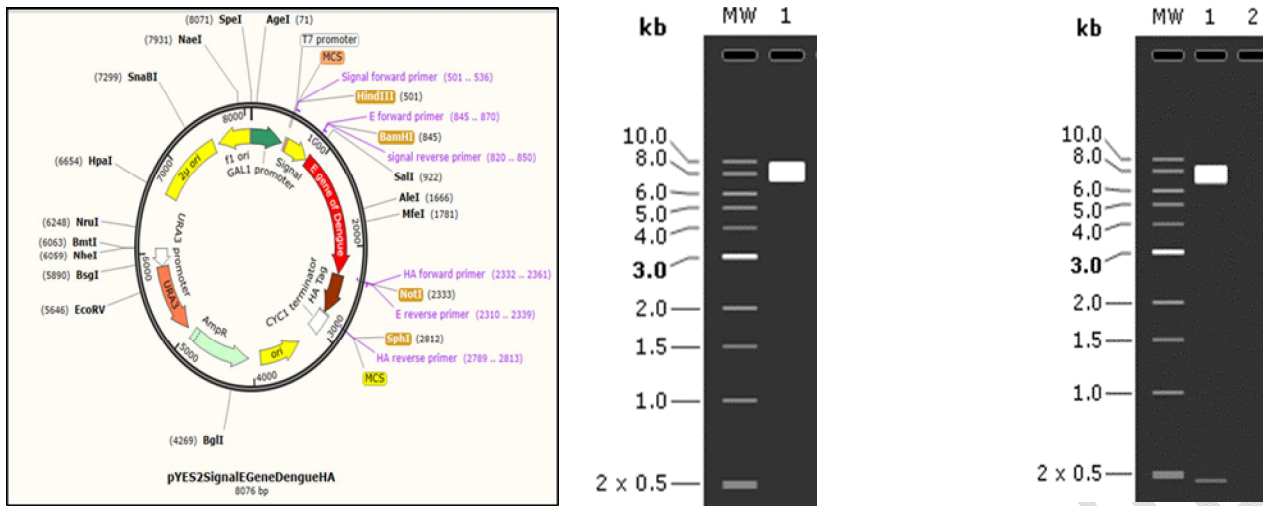 (8071) SpeI
AgeI (71)
(7931) NaeI
T7 promoter
MCS
(7299) SnaBI
Signal forward primer (501 .. 536)
HindIII (501)
E forward primer (845 .. 870)
BamHI (845)
signal reverse primer (820 .. 850)
SalI (922)
(6654) HpaI
AleI (1666)
MfeI (1781)
(6248) NruI
(6063) BmtI
(6059) NheI
(5890) BsgI
(5646) EcoRV
HA forward primer (2332 .. 2361)
NotI (2333)
E reverse primer (2310 .. 2339)
SphI (2812)
HA reverse primer (2789 .. 2813)
MCS
(4269) BglI
8000
1000
2000
3000
4000
5000
6000
7000
2μ ori
f1 ori
GAL1 promoter
Signal
E gene of Dengue
HA Tag
CYC1 terminator
ori
AmpR
URA3
URA3 promoter
pYES2SignalEGeneDengueHA
8076 bp
kb
MW 1
10.0
8.0
6.0
5.0
4.0
3.0
2.0
1.5
1.0
2 x 0.5
kb
MW 1 2
10.0
8.0
6.0
5.0
4.0
3.0
2.0
1.5
1.0
2 x 0.5